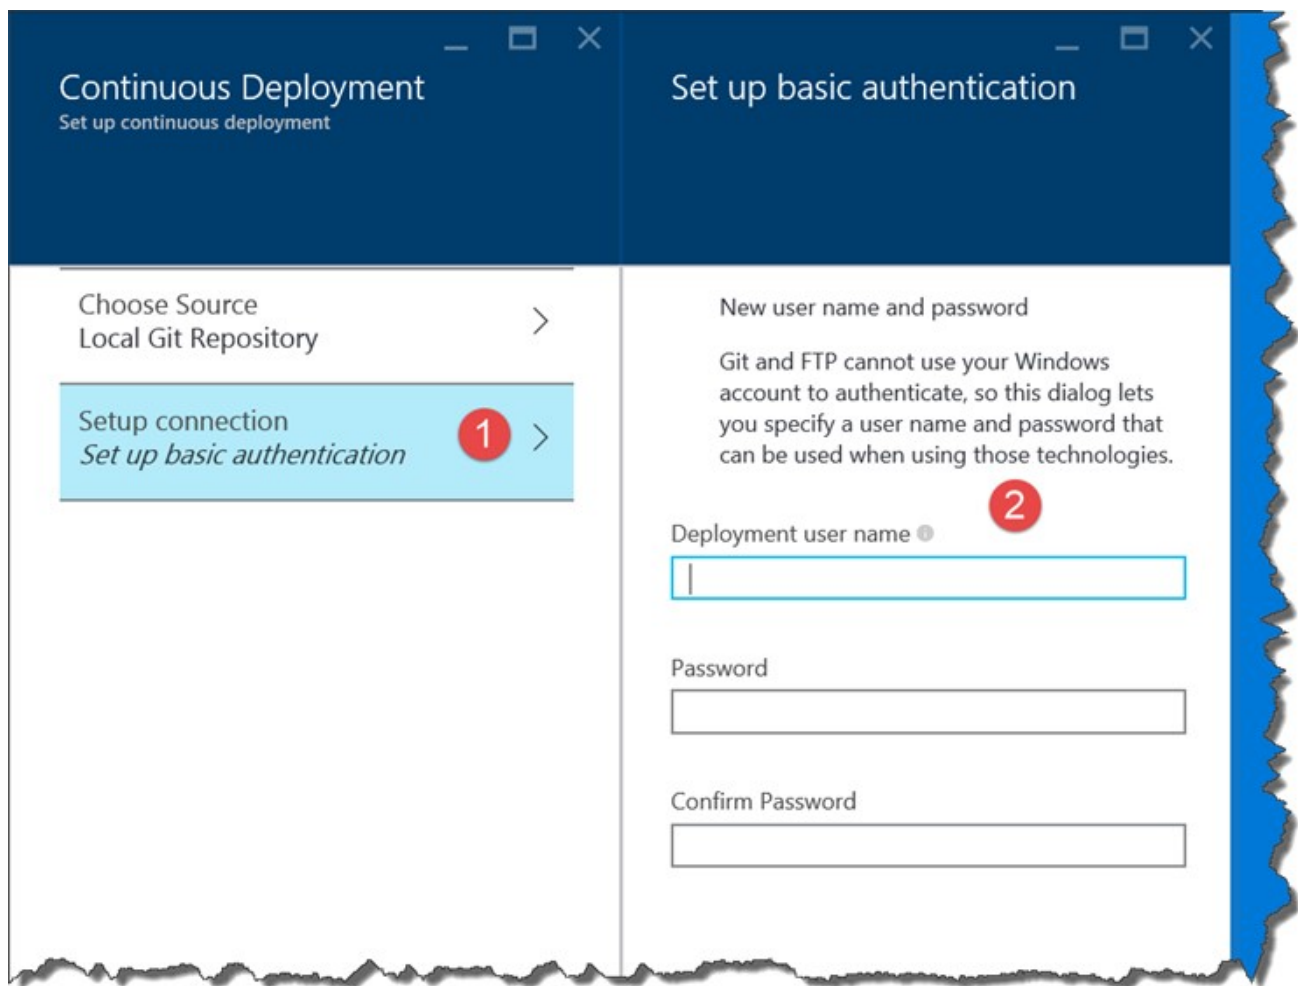 Continuous Deployment
Set up continuous deployment
Choose Source
Local Git Repository
Setup connection
Set up basic authentication
1
Set up basic authentication
New user name and password
Git and FTP cannot use your Windows
account to authenticate, so this dialog lets
you specify a user name and password that
can be used when using those technologies.
2
Deployment user name
Password
Confirm Password